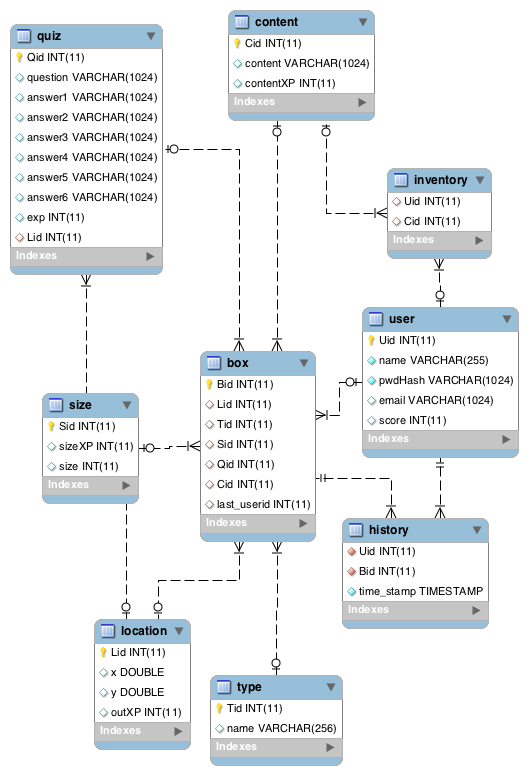 quiz
Qid INT(11)
question VARCHAR(1024)
answer1 VARCHAR(1024)
answer2 VARCHAR(1024)
answer3 VARCHAR(1024)
answer4 VARCHAR(1024)
answer5 VARCHAR(1024)
answer6 VARCHAR(1024)
exp INT(11)
Lid INT(11)
Indexes
content
Cid INT(11)
content VARCHAR(1024)
contentXP INT(11)
Indexes
inventory
Uid INT(11)
Cid INT(11)
Indexes
user
Uid INT(11)
name VARCHAR(255)
pwdHash VARCHAR(1024)
email VARCHAR(1024)
score INT(11)
Indexes
box
Bid INT(11)
Lid INT(11)
Tid INT(11)
Sid INT(11)
Qid INT(11)
Cid INT(11)
last_userid INT(11)
Indexes
size
Sid INT(11)
sizeXP INT(11)
size INT(11)
Indexes
history
Uid INT(11)
Bid INT(11)
time_stamp TIMESTAMP
Indexes
location
Lid INT(11)
x DOUBLE
y DOUBLE
outXP INT(11)
Indexes
type
Tid INT(11)
name VARCHAR(256)
Indexes